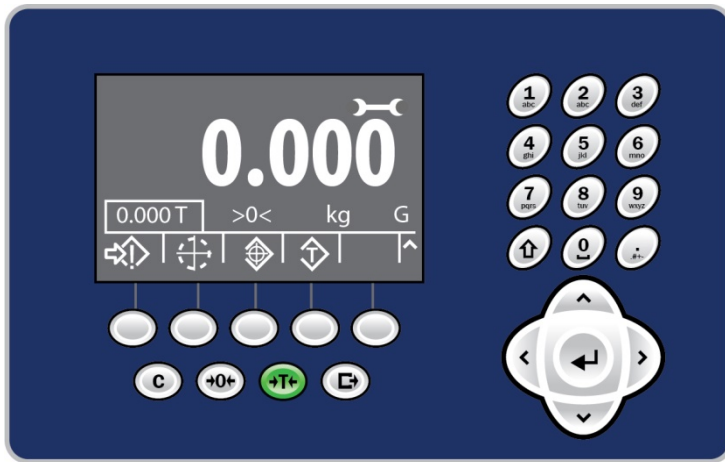 0.000
0.000 T >0< kg G
T
C →0← →T←
1 2 3
abc abc def
4 5 6
ghi jkl mno
7 8 9
pqrs tuv wxyz
0 .
.#+-